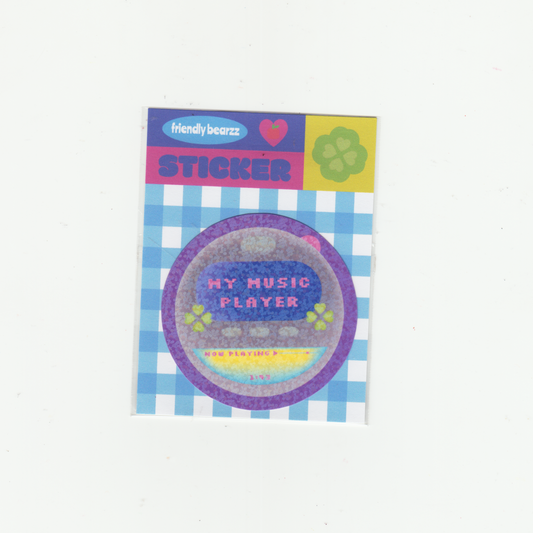 friendly bearzz
STICKER
MY MUSIC
PLAYER
NOW PLAYING